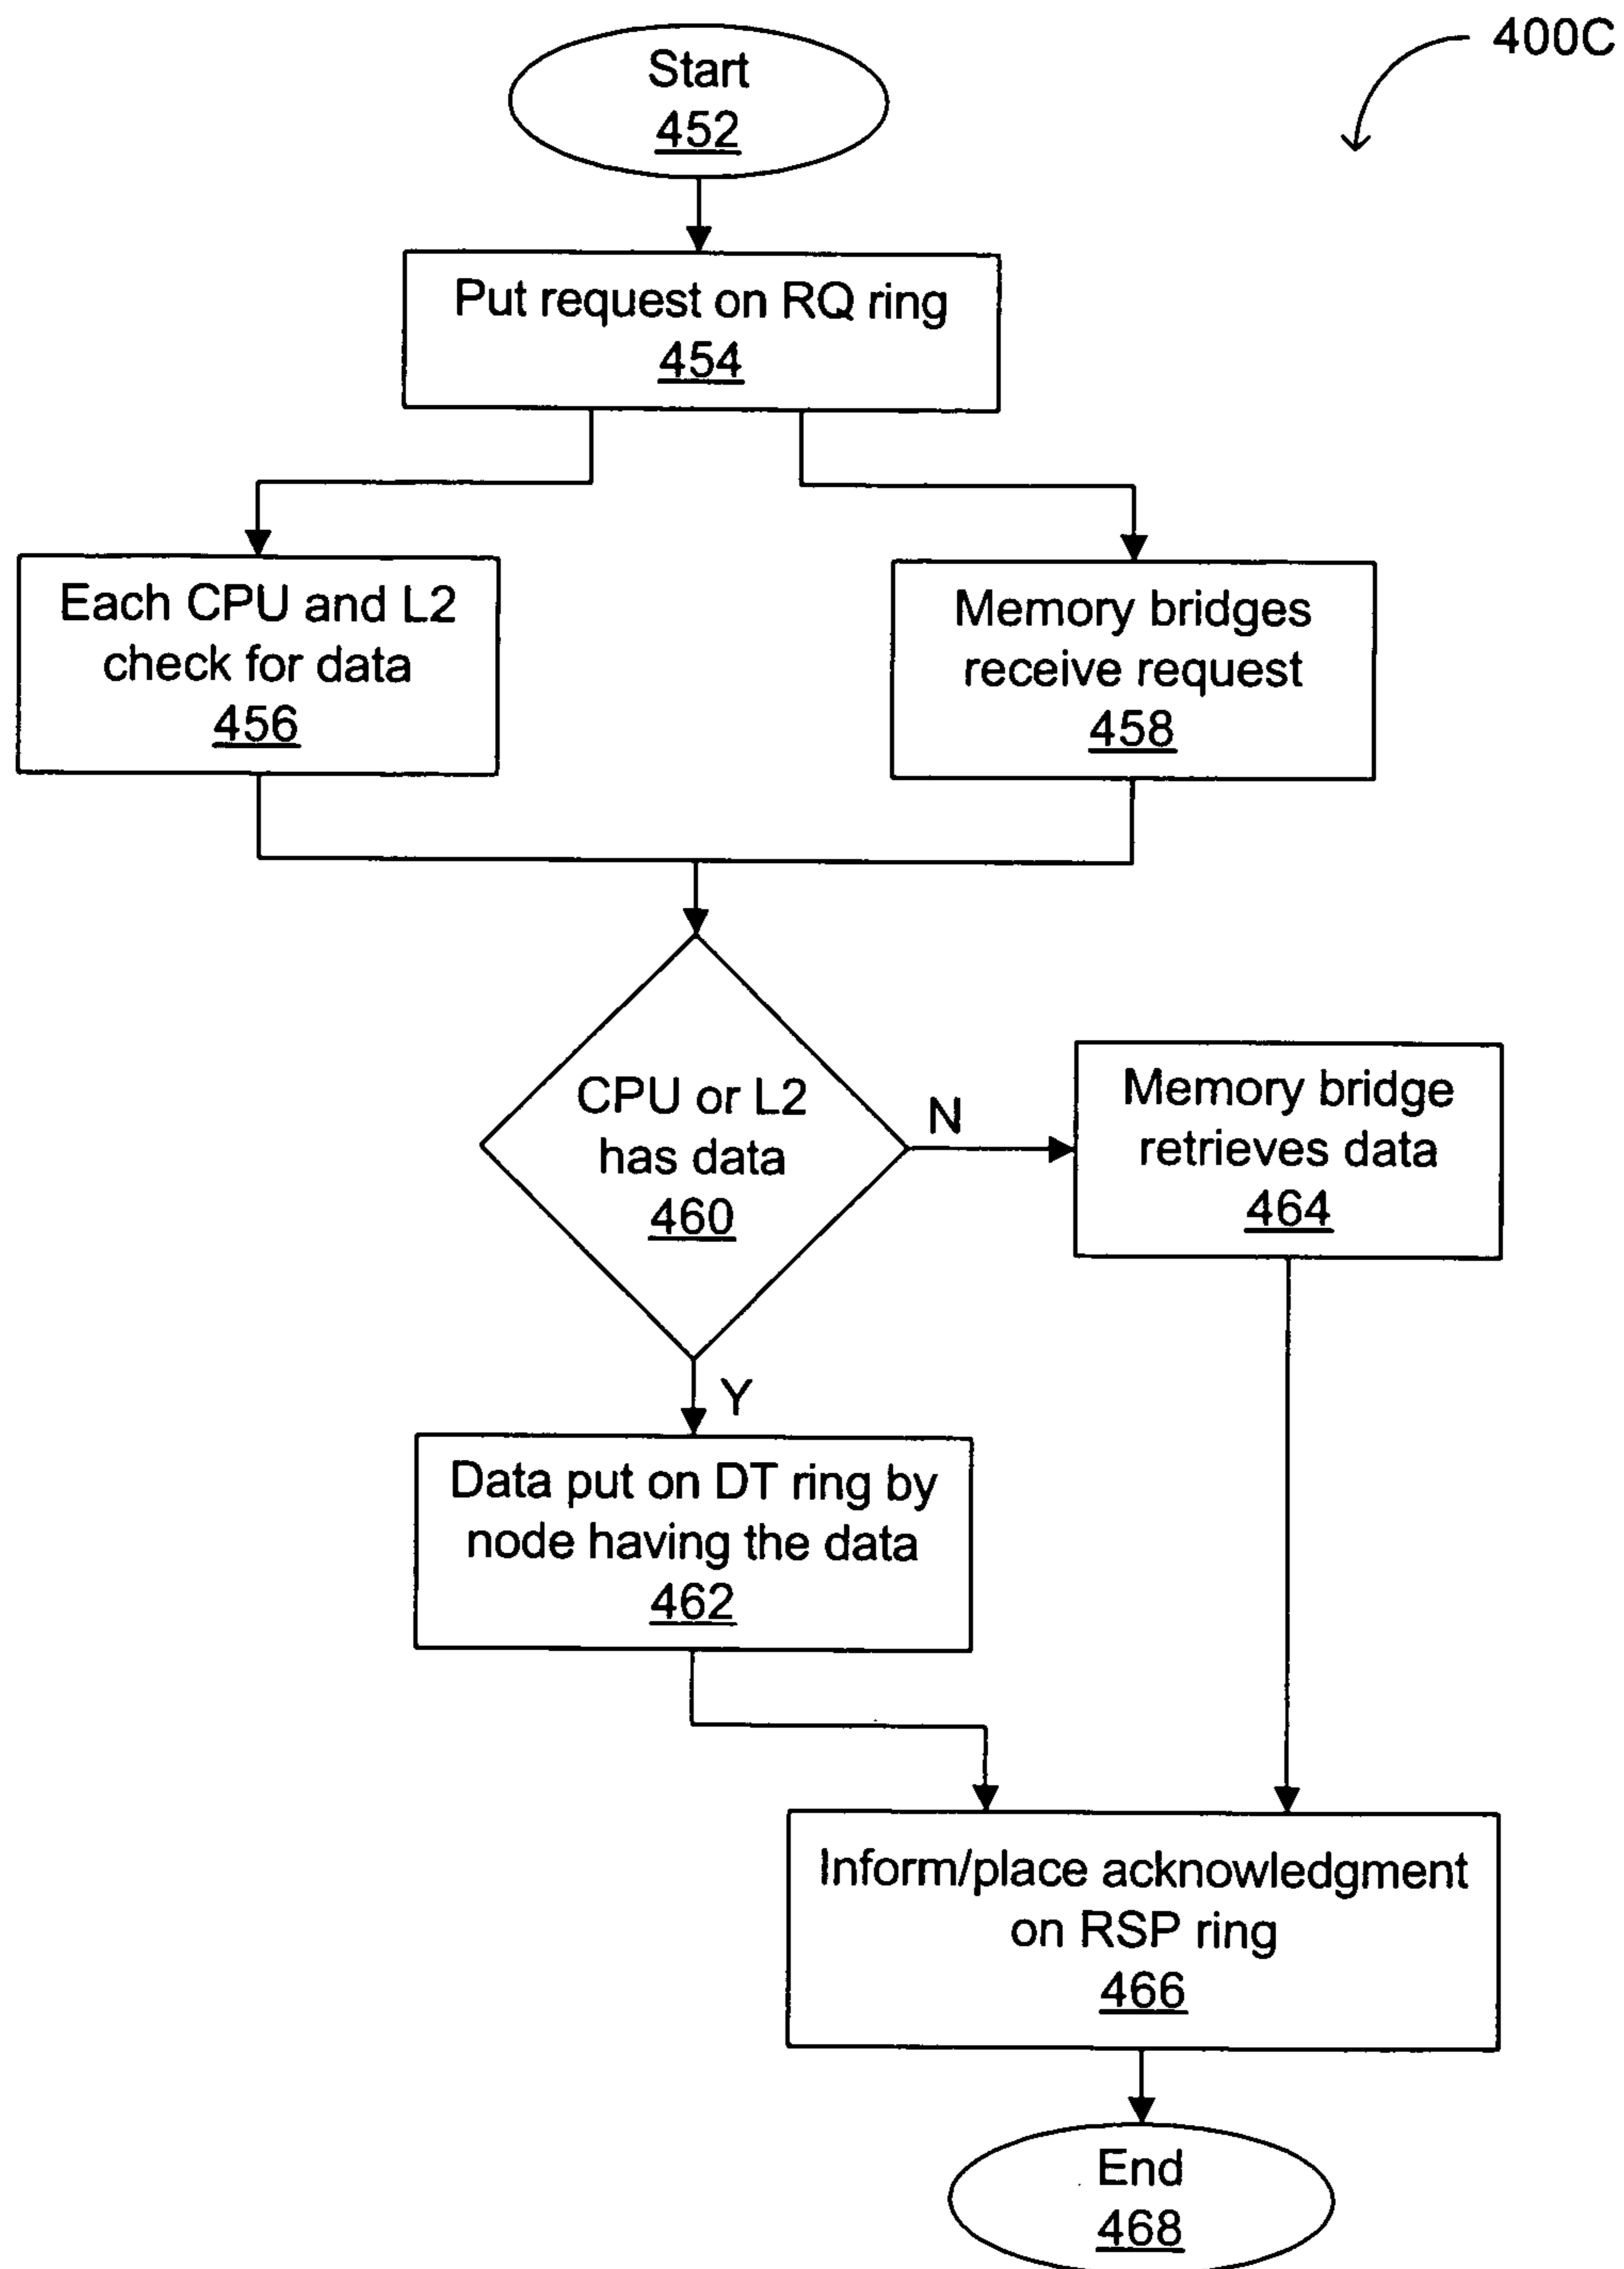 400C
Start
452
Put request on RQ ring
454
Each CPU and L2
check for data
456
Memory bridges
receive request
458
CPU or L2
has data
460
N
Memory bridge
retrieves data
464
Y
Data put on DT ring by
node having the data
462
Inform/place acknowledgment
on RSP ring
466
End
468